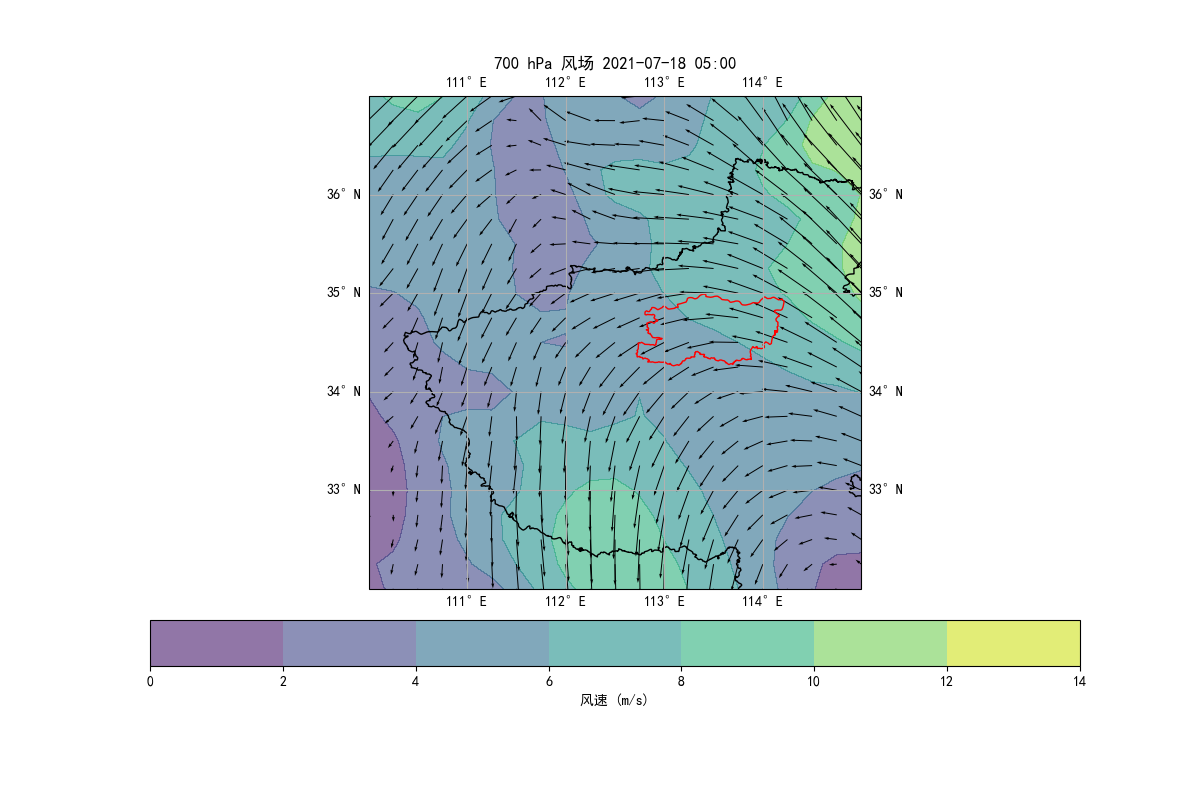 700 hPa 风场 2021-07-18 05:00
111° E 112° E 113° E 114° E
36° N 36° N
35° N 35° N
34° N 34° N
33° N 33° N
111° E 112° E 113° E 114° E
0 2 4 6 8 10 12 14
风速 (m/s)